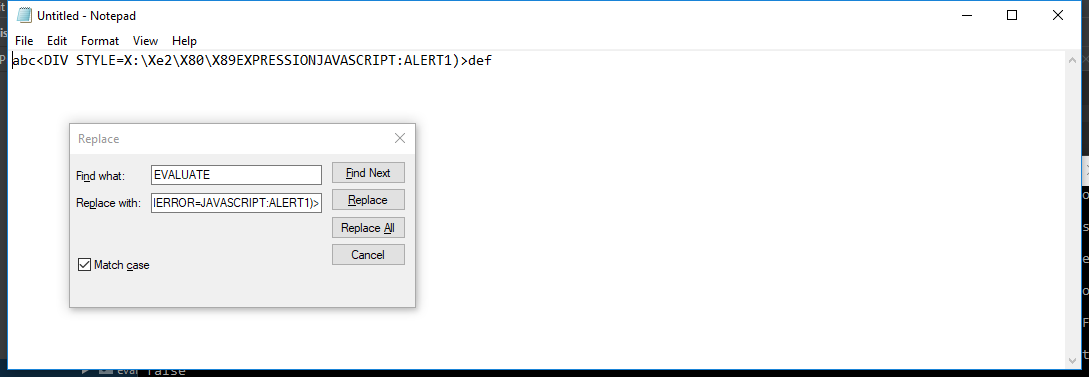 Untitled - Notepad
File Edit Format View Help
abc<DIV STYLE=X:\Xe2\X80\X89EXPRESSIONJAVASCRIPT:ALERT1)>def
Replace
Find what: EVALUATE Find Next
Replace with: IERROR=JAVASCRIPT:ALERT1)> Replace
Replace All
Cancel
Match case
false